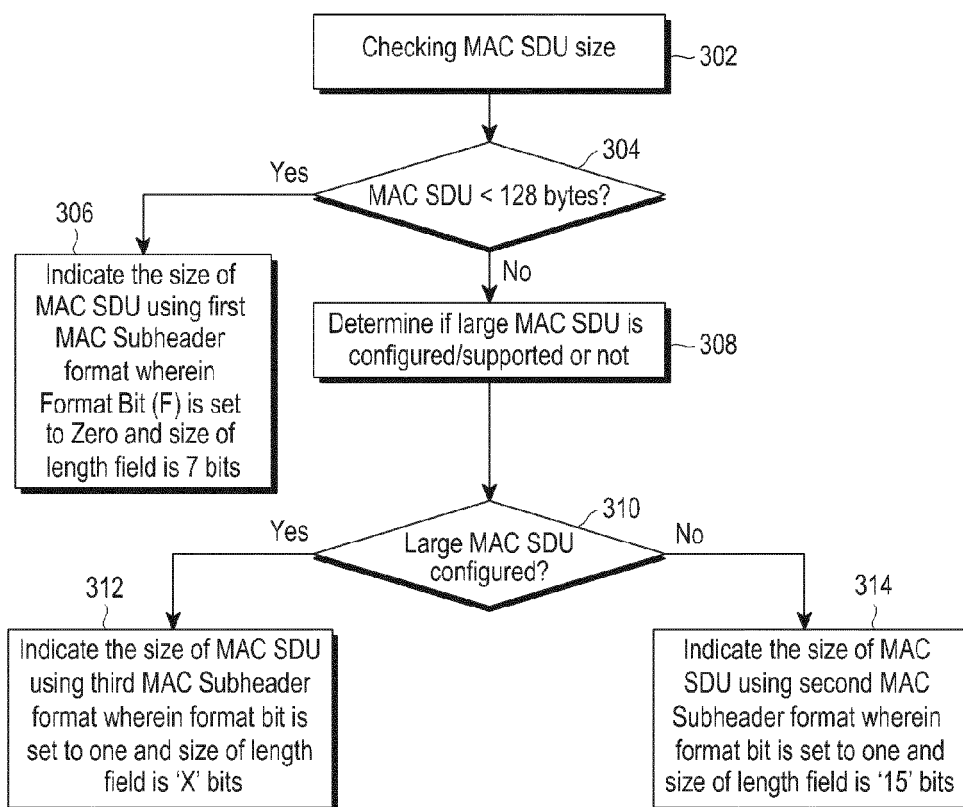 Checking MAC SDU size
302
304
Yes
MAC SDU < 128 bytes?
306
No
Indicate the size of
MAC SDU using first
MAC Subheader
format wherein
Format Bit (F) is set
to Zero and size of
length field is 7 bits
Determine if large MAC SDU is
configured/supported or not
308
310
Yes
No
Large MAC SDU
configured?
312
314
Indicate the size of MAC SDU
using third MAC Subheader
format wherein format bit is
set to one and size of length
field is 'X' bits
Indicate the size of MAC
SDU using second MAC
Subheader format wherein
format bit is set to one and
size of length field is '15' bits